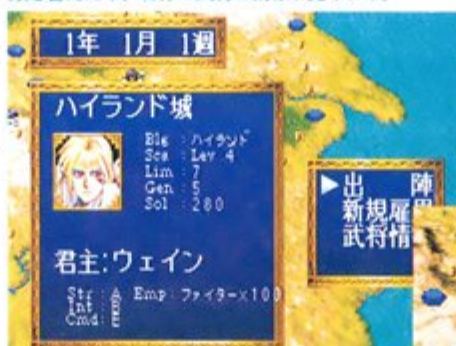 1年 1月 1週
ハイランド城
Blg : ハイランド
Sca : Lev 4
Lim : 7
Gen : 5
Sol : 280
君主:ウェイン
Str : A Emp : ファイター×100
Int : B
Cmd : E
▶出 陣
新規雇用
武将情